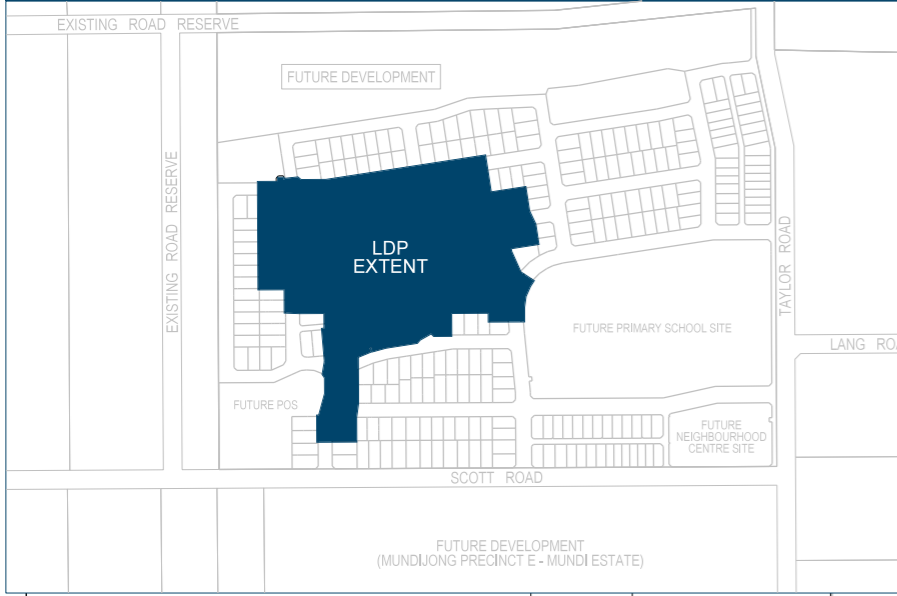 EXISTING ROAD RESERVE
FUTURE DEVELOPMENT
EXISTING ROAD RESERVE
LDP
EXTENT
TAYLOR ROAD
FUTURE PRIMARY SCHOOL SITE
LANG ROA
FUTURE POS
FUTURE
NEIGHBOURHOOD
CENTRE SITE
SCOTT ROAD
FUTURE DEVELOPMENT
(MUNDIJONG PRECINCT E - MUNDI ESTATE)